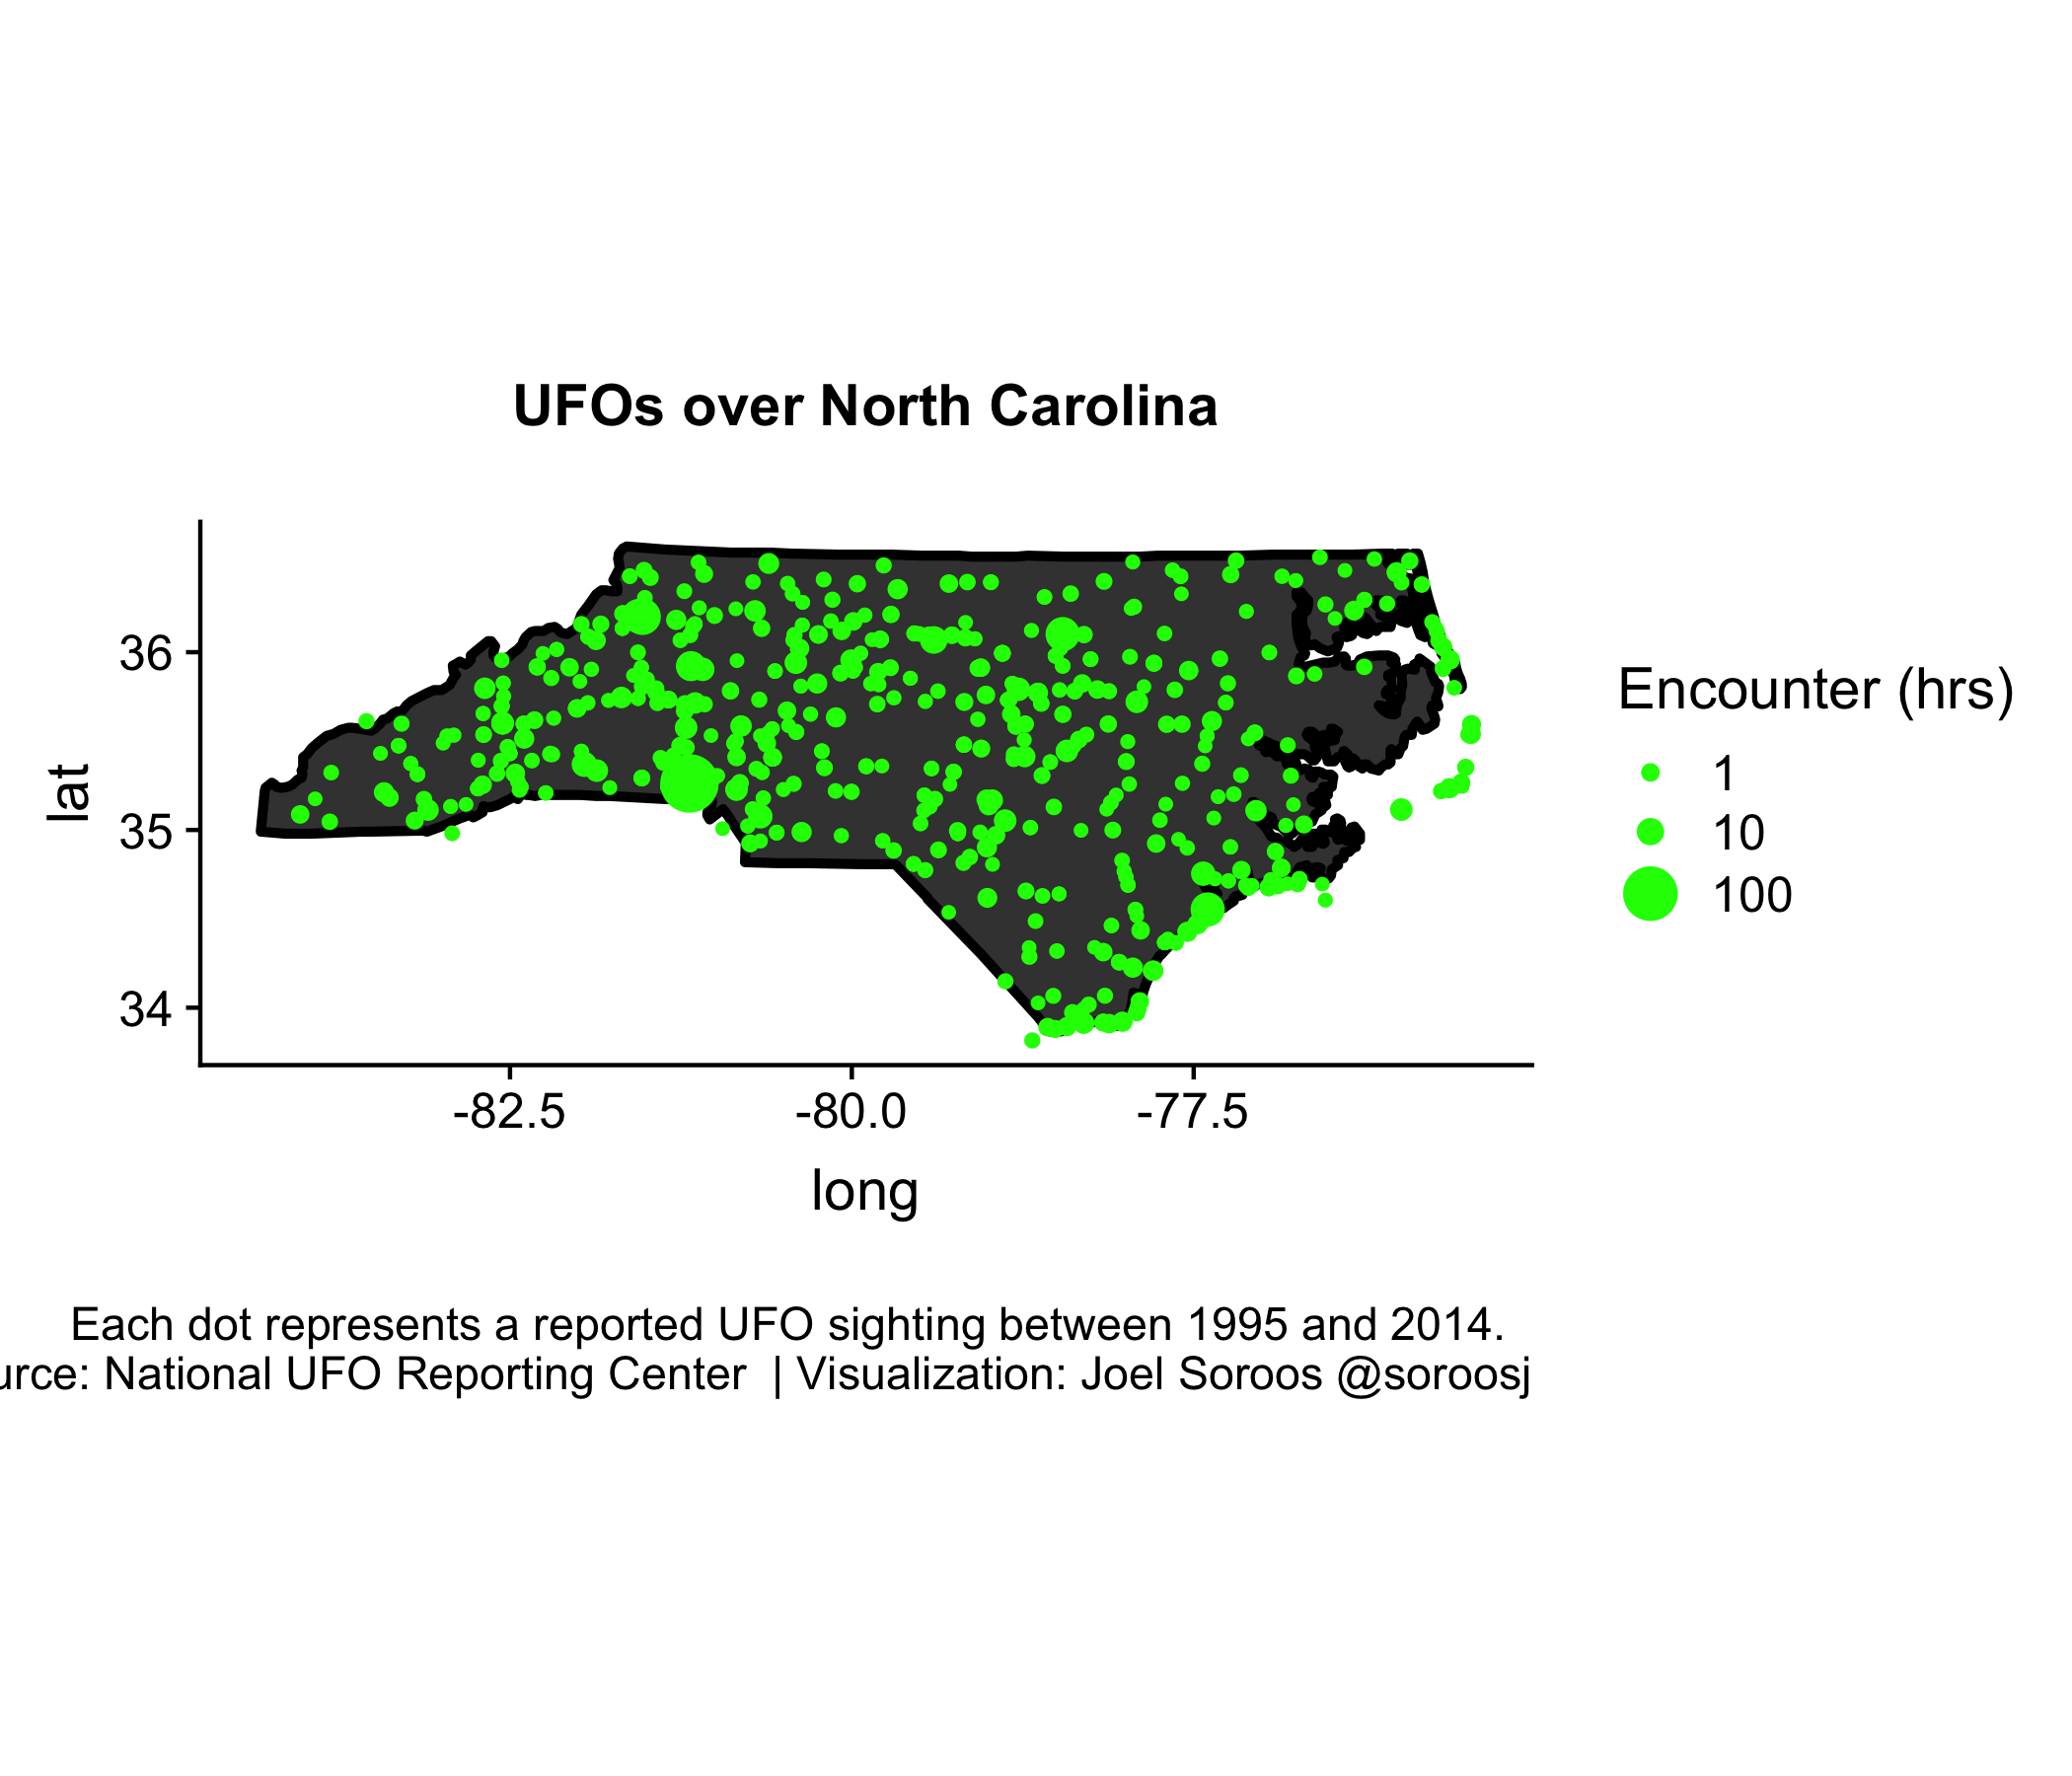 UFOs over North Carolina
lat
36
35
34
-82.5
-80.0
-77.5
long
Encounter (hrs)
1
10
100
Each dot represents a reported UFO sighting between 1995 and 2014.
urce: National UFO Reporting Center | Visualization: Joel Soroos @soroosj